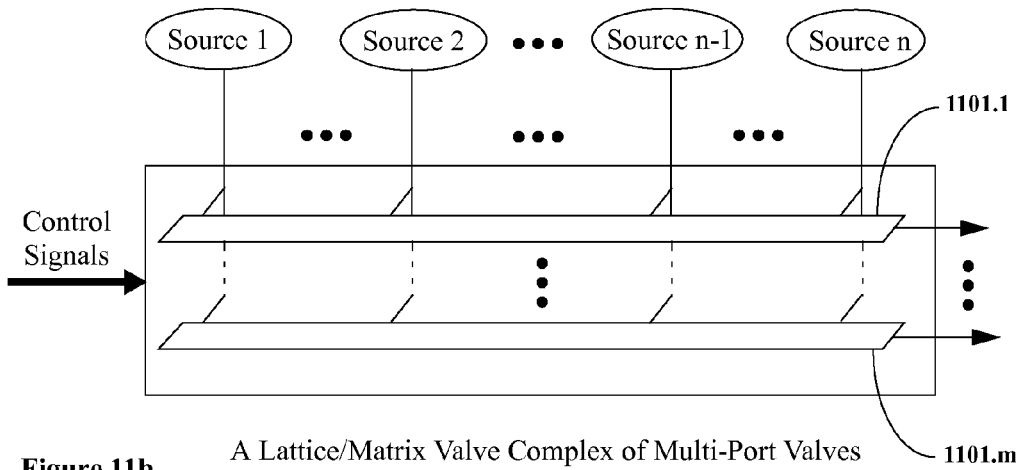 Source 1 Source 2 Source n-1 Source n
1101.1
Control
Signals
A Lattice/Matrix Valve Complex of Multi-Port Valves
1101.m
Figure 11b